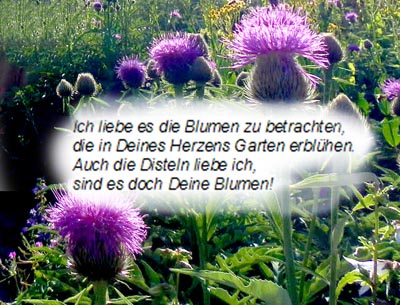 Ich liebe es die Blumen zu betrachten,
die in Deines Herzens Garten erblühen.
Auch die Disteln liebe ich,
sind es doch Deine Blumen!